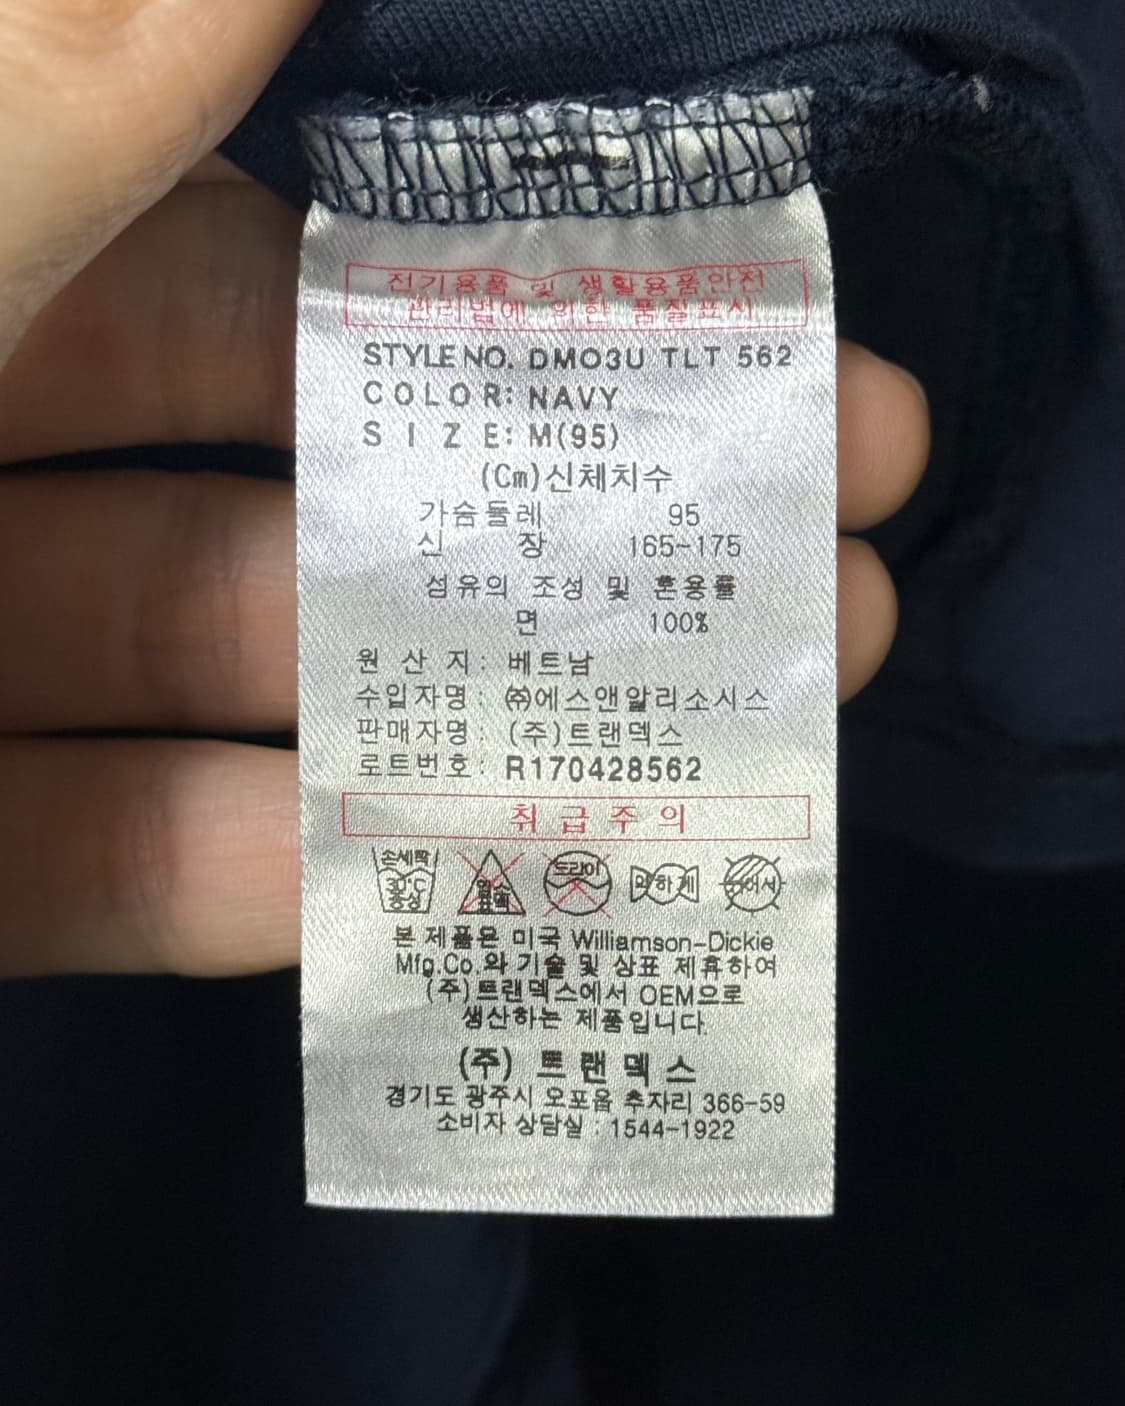 전기용품 및 생활용품안전
관리법에 의한 품질표시
STYLE NO. DM03U TLT 562
COLOR: NAVY
SIZE: M(95)
(Cm)신체치수
가슴둘레 95
신 장 165-175
섬유의 조성 및 혼용률
면 100%
원 산 지: 베트남
수입자명: ㈜에스앤알리소시스
판매자명: (주)트랜덱스
로트번호: R170428562
취급주의
손세탁 30°C 중성
염소 표백
드라이
약하게
뉘어서
본 제품은 미국 Williamson-Dickie
Mfg.Co.와 기술 및 상표 제휴하여
(주)트랜덱스에서 OEM으로
생산하는 제품입니다.
(주) 트랜덱스
경기도 광주시 오포읍 추자리 366-59
소비자 상담실 : 1544-1922